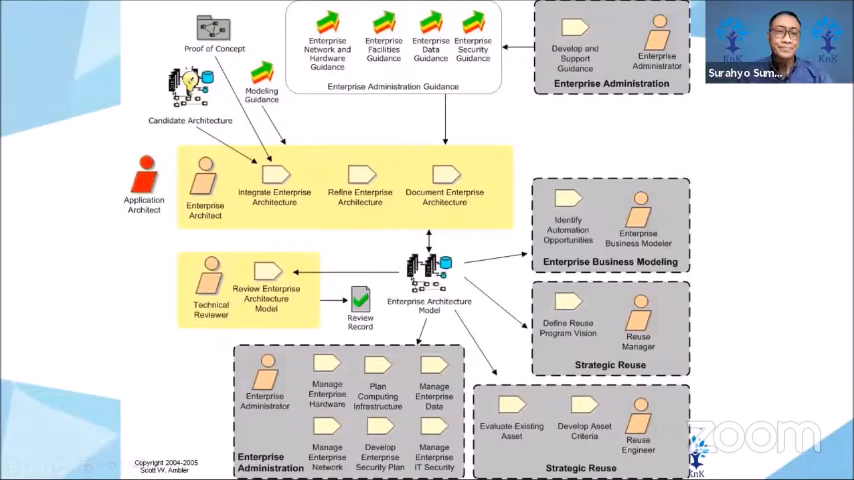 Proof of Concept
Candidate Architecture
Modeling
Guidance
Enterprise
Network and
Hardware
Guidance
Enterprise
Facilities
Guidance
Enterprise
Data
Guidance
Enterprise
Security
Guidance
Enterprise Administration Guidance
Develop and
Support
Guidance
Enterprise
Administrator
Enterprise Administration
KnK
KnK
Surahyo Sum...
Application
Architect
Enterprise
Architect
Integrate Enterprise
Architecture
Refine Enterprise
Architecture
Document Enterprise
Architecture
Identify
Automation
Opportunities
Enterprise
Business Modeler
Enterprise Business Modeling
Technical
Reviewer
Review Enterprise
Architecture
Model
Review
Record
Enterprise Architecture
Model
Define Reuse
Program Vision
Reuse
Manager
Strategic Reuse
Enterprise
Administrator
Manage
Enterprise
Hardware
Plan
Computing
Infrastructure
Manage
Enterprise
Data
Enterprise
Administration
Manage
Enterprise
Network
Develop
Enterprise
Security Plan
Manage
Enterprise
IT Security
Evaluate Existing
Asset
Develop Asset
Criteria
Reuse
Engineer
Strategic Reuse
zoom
KnK
Copyright 2004-2005
Scott W. Ambler